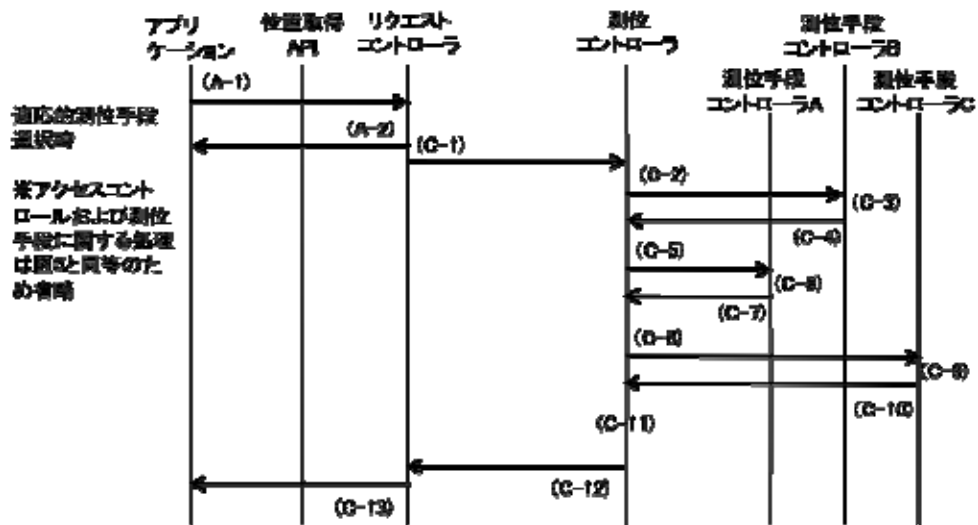 アプリ
ケーション
位置取得
API
リクエスト
コントローラ
測位
コントローラ
測位手段
コントローラB
測位手段
コントローラA
測位手段
コントローラC
適応的測位手段
選択時
(A-1)
(A-2)
(C-1)
(C-2)
(C-3)
(C-4)
(C-5)
(C-6)
(C-7)
(C-8)
(C-9)
(C-10)
(C-11)
(C-12)
(C-13)
※アクセスコント
ロールおよび測位
手段に関する処理
は図5と同等のた
め省略